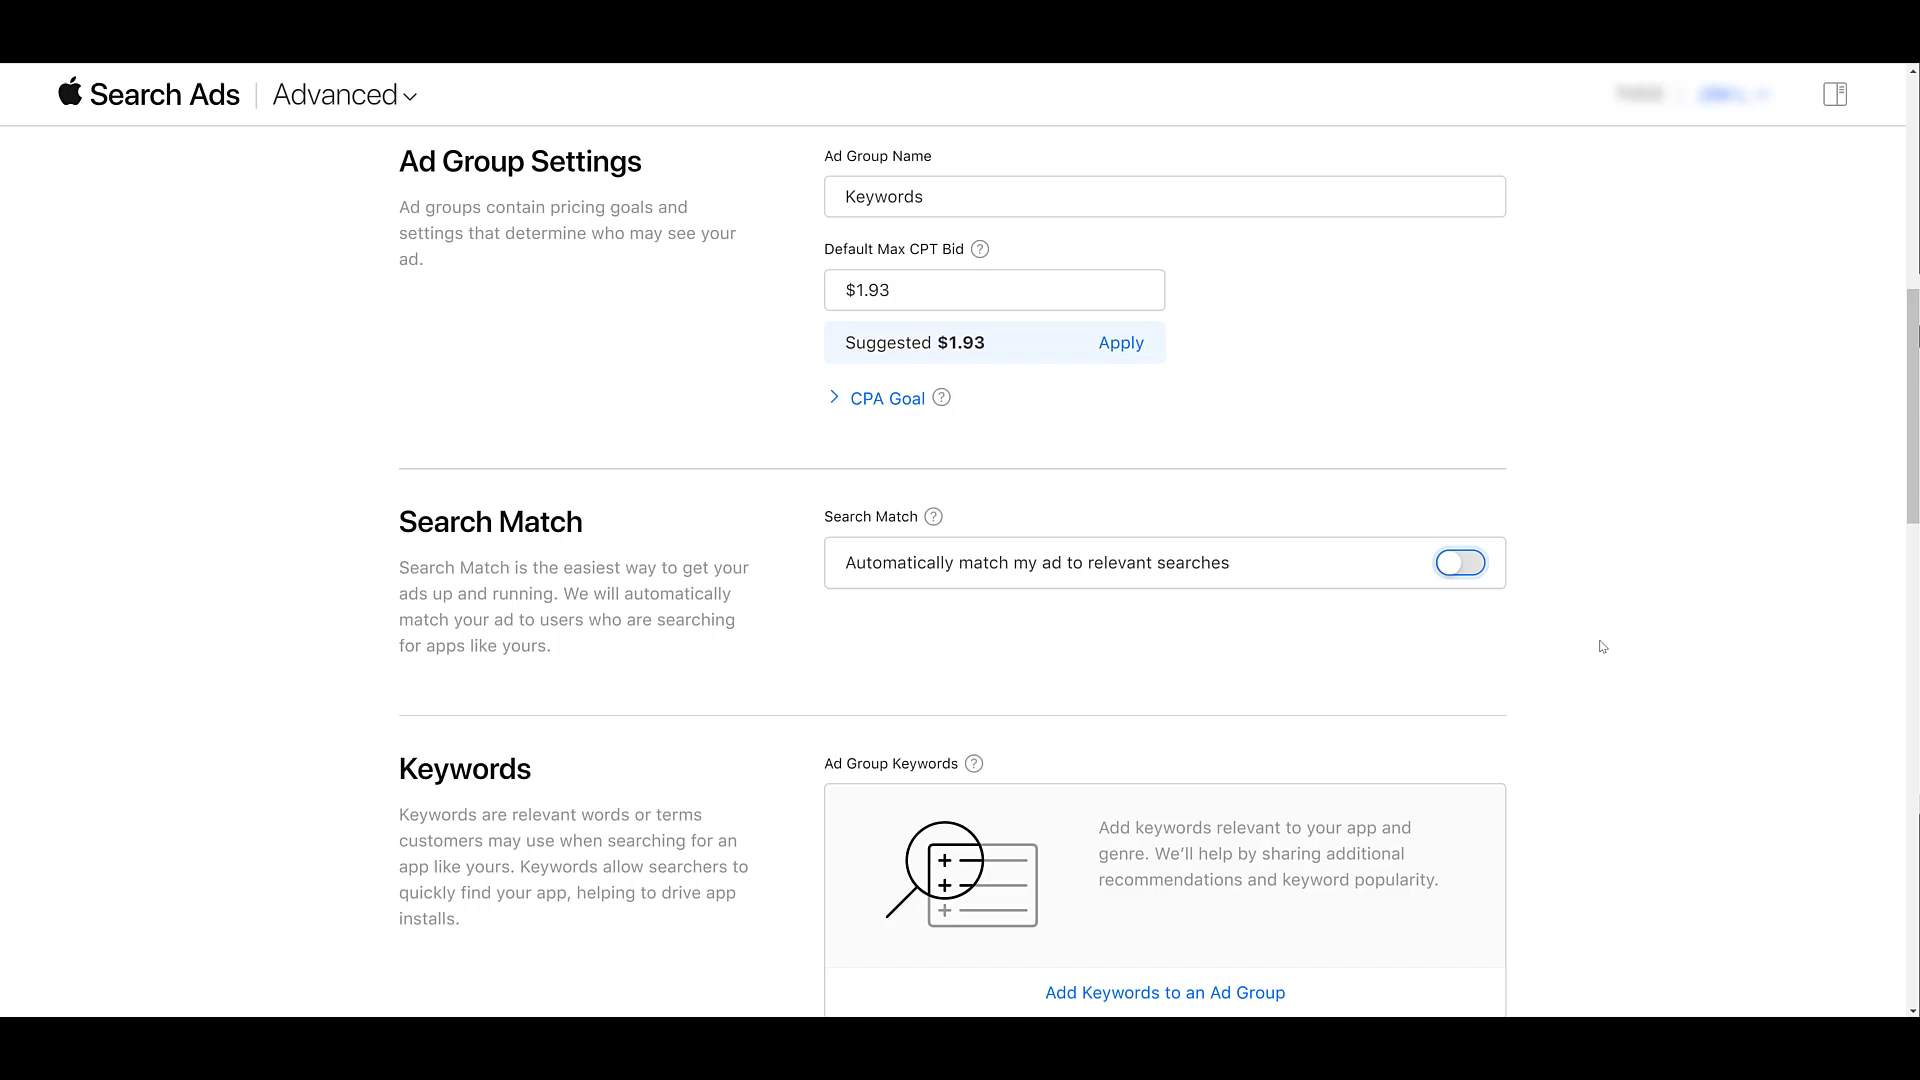 Search Ads | Advanced
Ad Group Settings
Ad groups contain pricing goals and
settings that determine who may see your
ad.
Ad Group Name
Keywords
Default Max CPT Bid ?
$1.93
Suggested $1.93 Apply
CPA Goal ?
Search Match
Search Match is the easiest way to get your
ads up and running. We will automatically
match your ad to users who are searching
for apps like yours.
Search Match ?
Automatically match my ad to relevant searches
Keywords
Keywords are relevant words or terms
customers may use when searching for an
app like yours. Keywords allow searchers to
quickly find your app, helping to drive app
installs.
Ad Group Keywords ?
Add keywords relevant to your app and
genre. We’ll help by sharing additional
recommendations and keyword popularity.
Add Keywords to an Ad Group